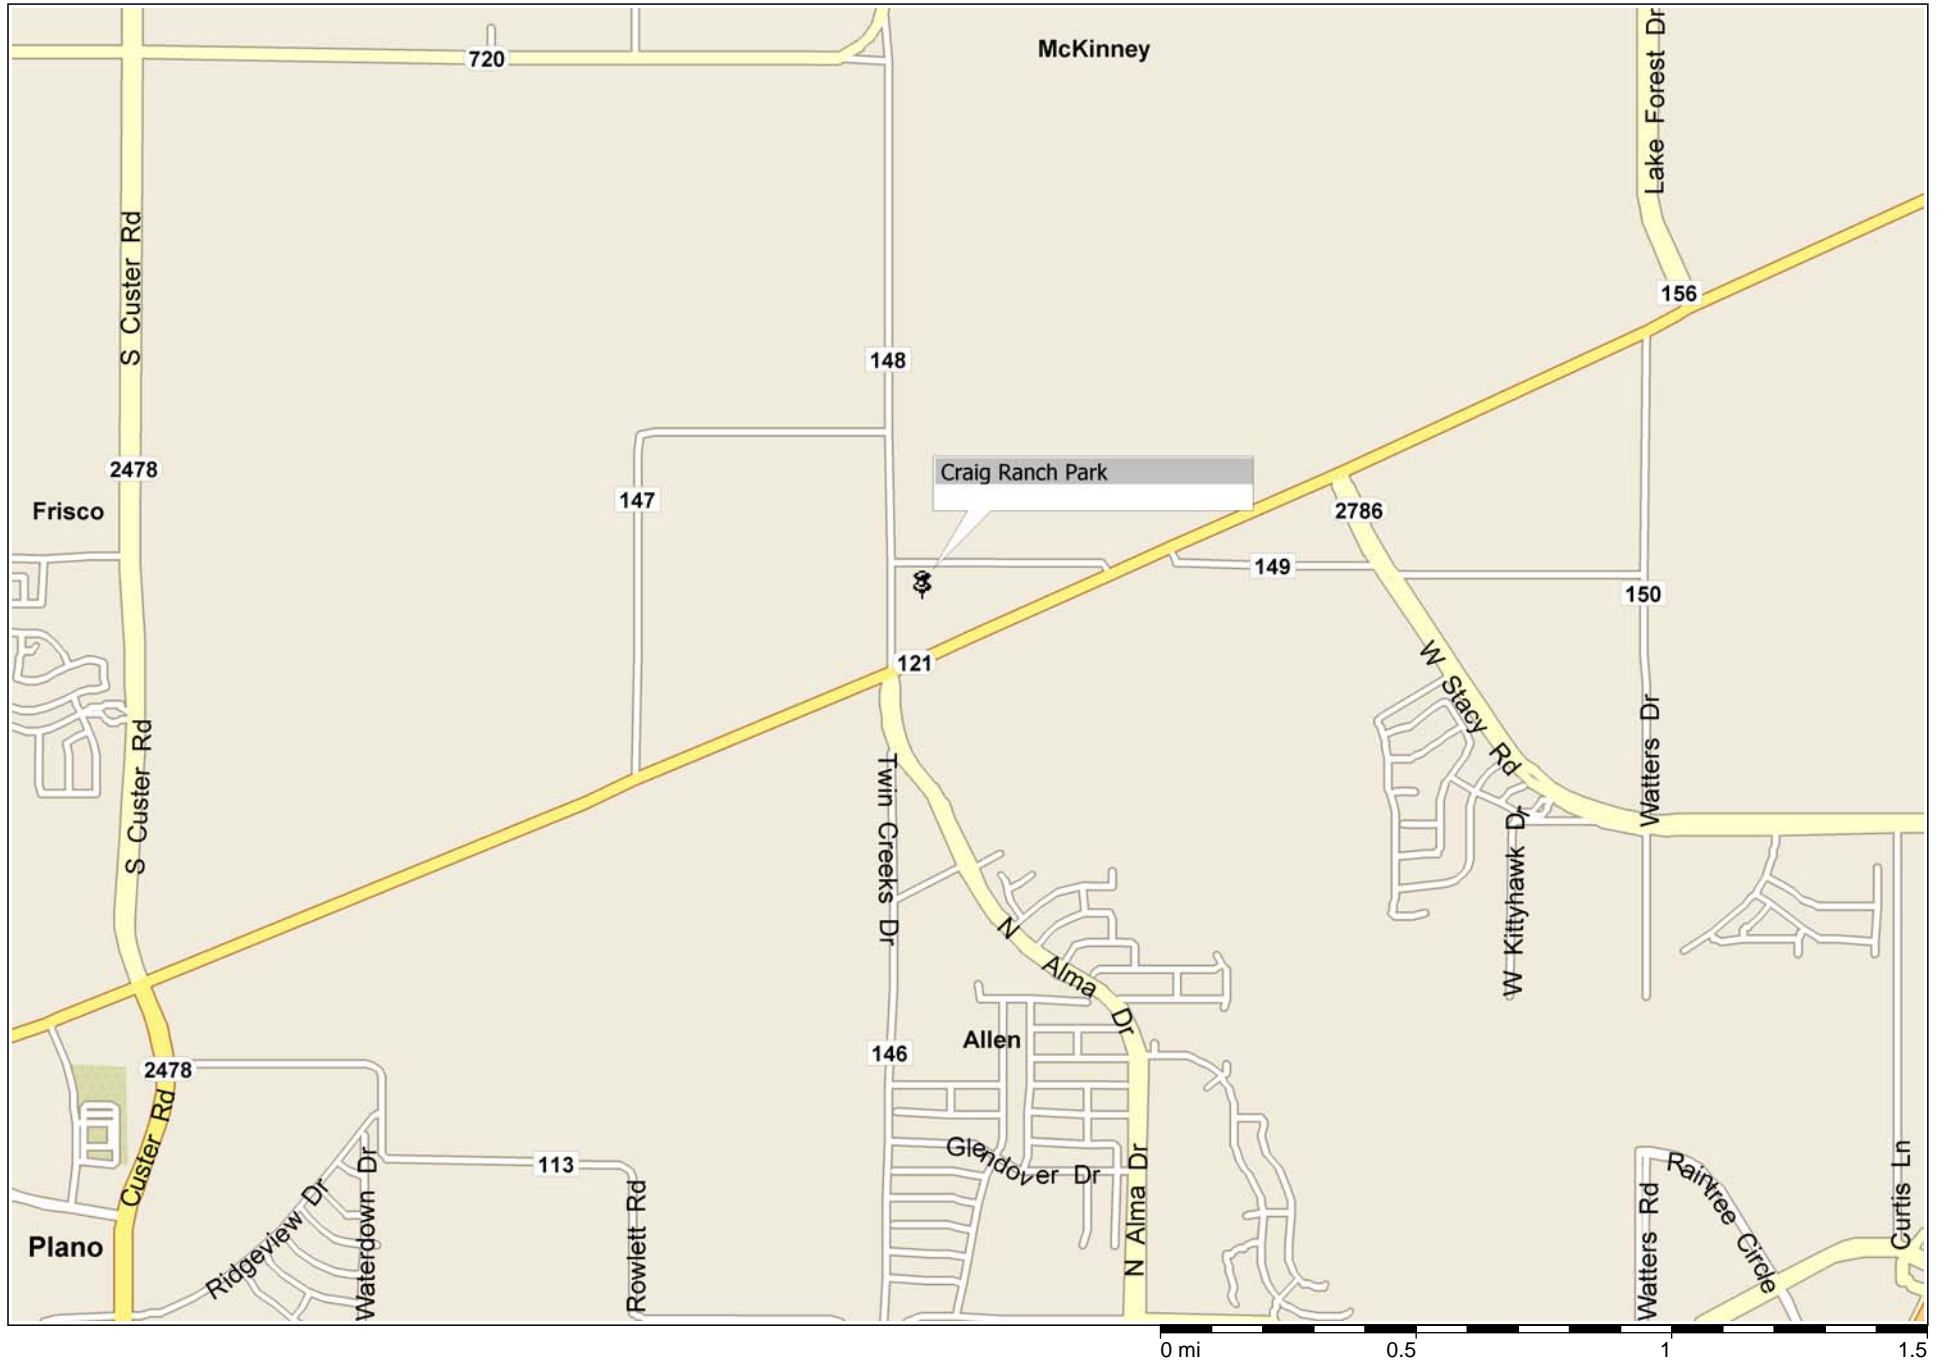 McKinney
Lake Forest Dr
720
S Custer Rd
156
148
2478
Craig Ranch Park
147
Frisco
2786
149
150
121
W Stacy Rd
S Custer Rd
Watters Dr
Twin Creeks Dr
W Kittyhawk Dr
N Alma Dr
Allen
146
2478
Custer Rd
Glendover Dr
113
Waterdown Dr
Ridgeview Dr
Rowlett Rd
N Alma Dr
Plano
Watters Rd
Raintree Circle
Curtis Ln
0 mi 0.5 1 1.5